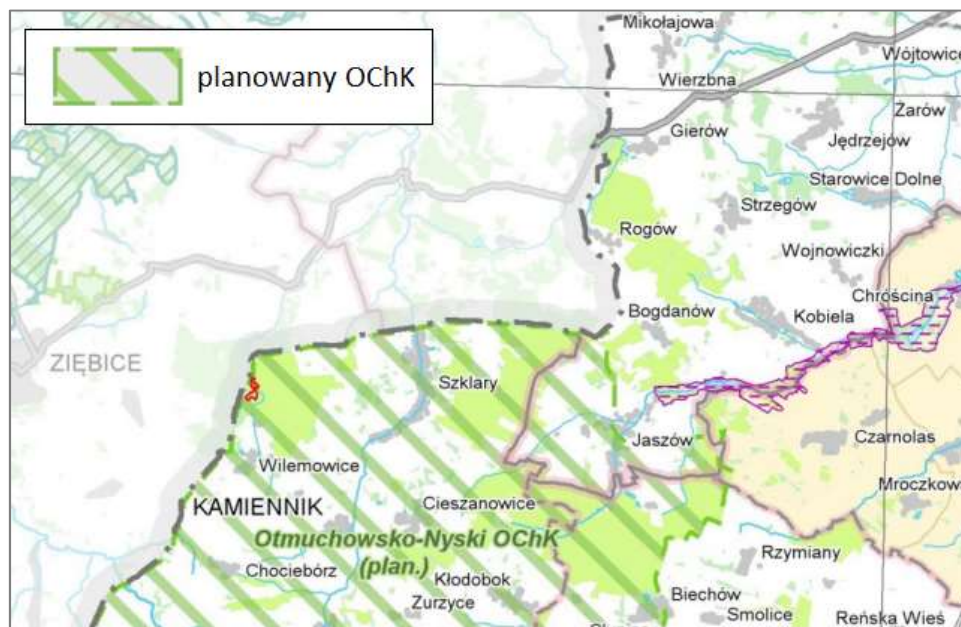 planowany OChK
Mikołajowa
Wójtowice
Wierzbna
Żarów
Gierów
Jędrzejów
Starowice Dolne
Strzegów
Rogów
Wojnowiczki
Chróścina
Bogdanów
Kobiela
ZIĘBICE
Szklary
Jaszów
Czarnolas
Wilemowice
Mroczkowa
Cieszanowice
KAMIENNIK
Otmuchowsko-Nyski OChK
(plan.)
Rzymiany
Chociebórz
Kłodobok
Zurzyce
Biechów
Smolice
Reńska Wieś